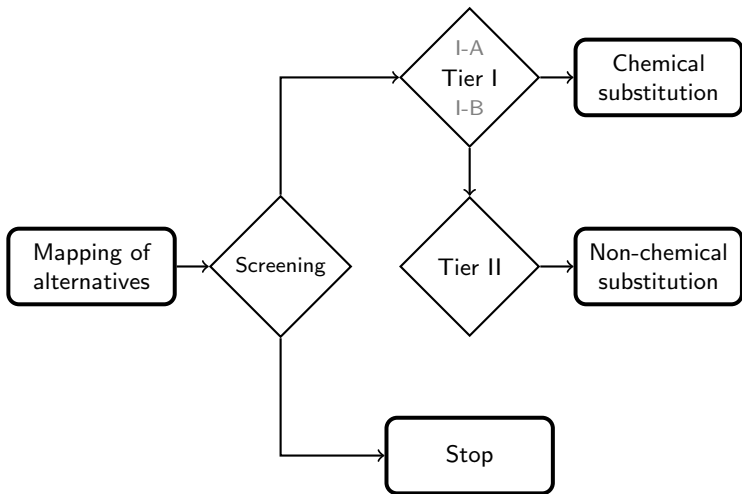 I-A
Tier I
I-B
Chemical
substitution
Mapping of
alternatives
Screening
Tier II
Non-chemical
substitution
Stop